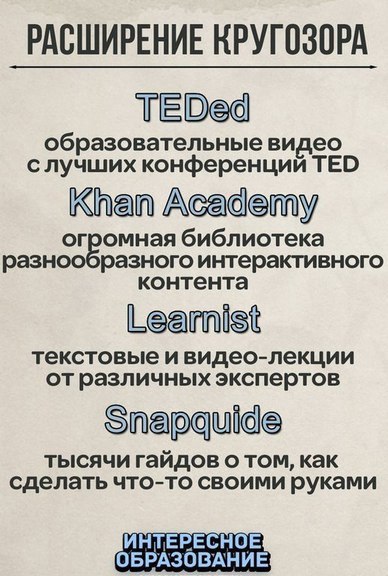 РАСШИРЕНИЕ КРУГОЗОРА
TEDed
образовательные видео
с лучших конференций TED
Khan Academy
огромная библиотека
разнообразного интерактивного
контента
Learnist
текстовые и видео-лекции
от различных экспертов
Snapquide
тысячи гайдов о том, как
сделать что-то своими руками
ИНТЕРЕСНОЕ
ОБРАЗОВАНИЕ